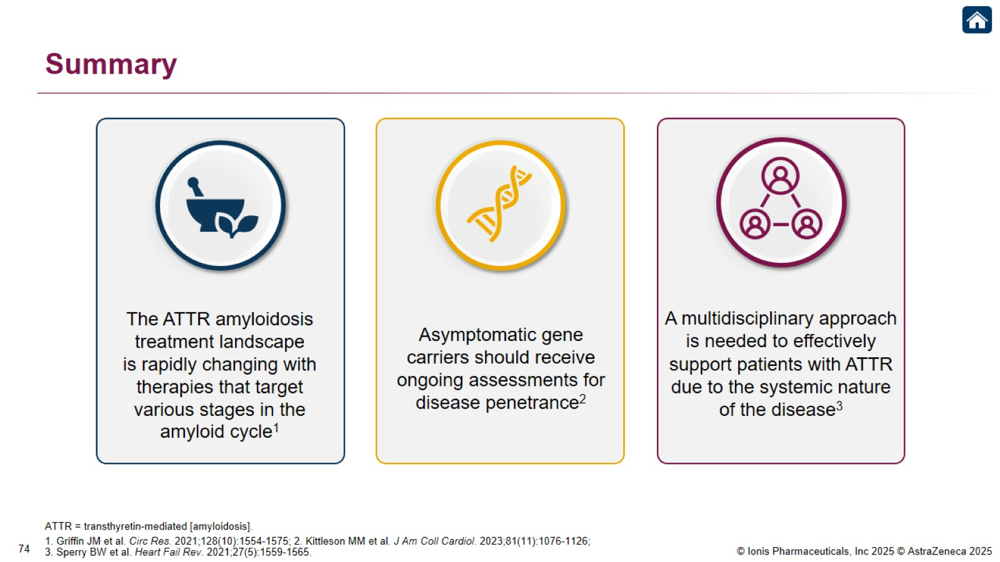 Summary
The ATTR amyloidosis
treatment landscape
is rapidly changing with
therapies that target
various stages in the
amyloid cycle1
Asymptomatic gene
carriers should receive
ongoing assessments for
disease penetrance2
A multidisciplinary approach
is needed to effectively
support patients with ATTR
due to the systemic nature
of the disease3
ATTR = transthyretin-mediated [amyloidosis].
1. Griffin JM et al. Circ Res. 2021;128(10):1554-1575; 2. Kittleson MM et al. J Am Coll Cardiol. 2023;81(11):1076-1126;
3. Sperry BW et al. Heart Fail Rev. 2021;27(5):1559-1565.
74
© Ionis Pharmaceuticals, Inc 2025 © AstraZeneca 2025